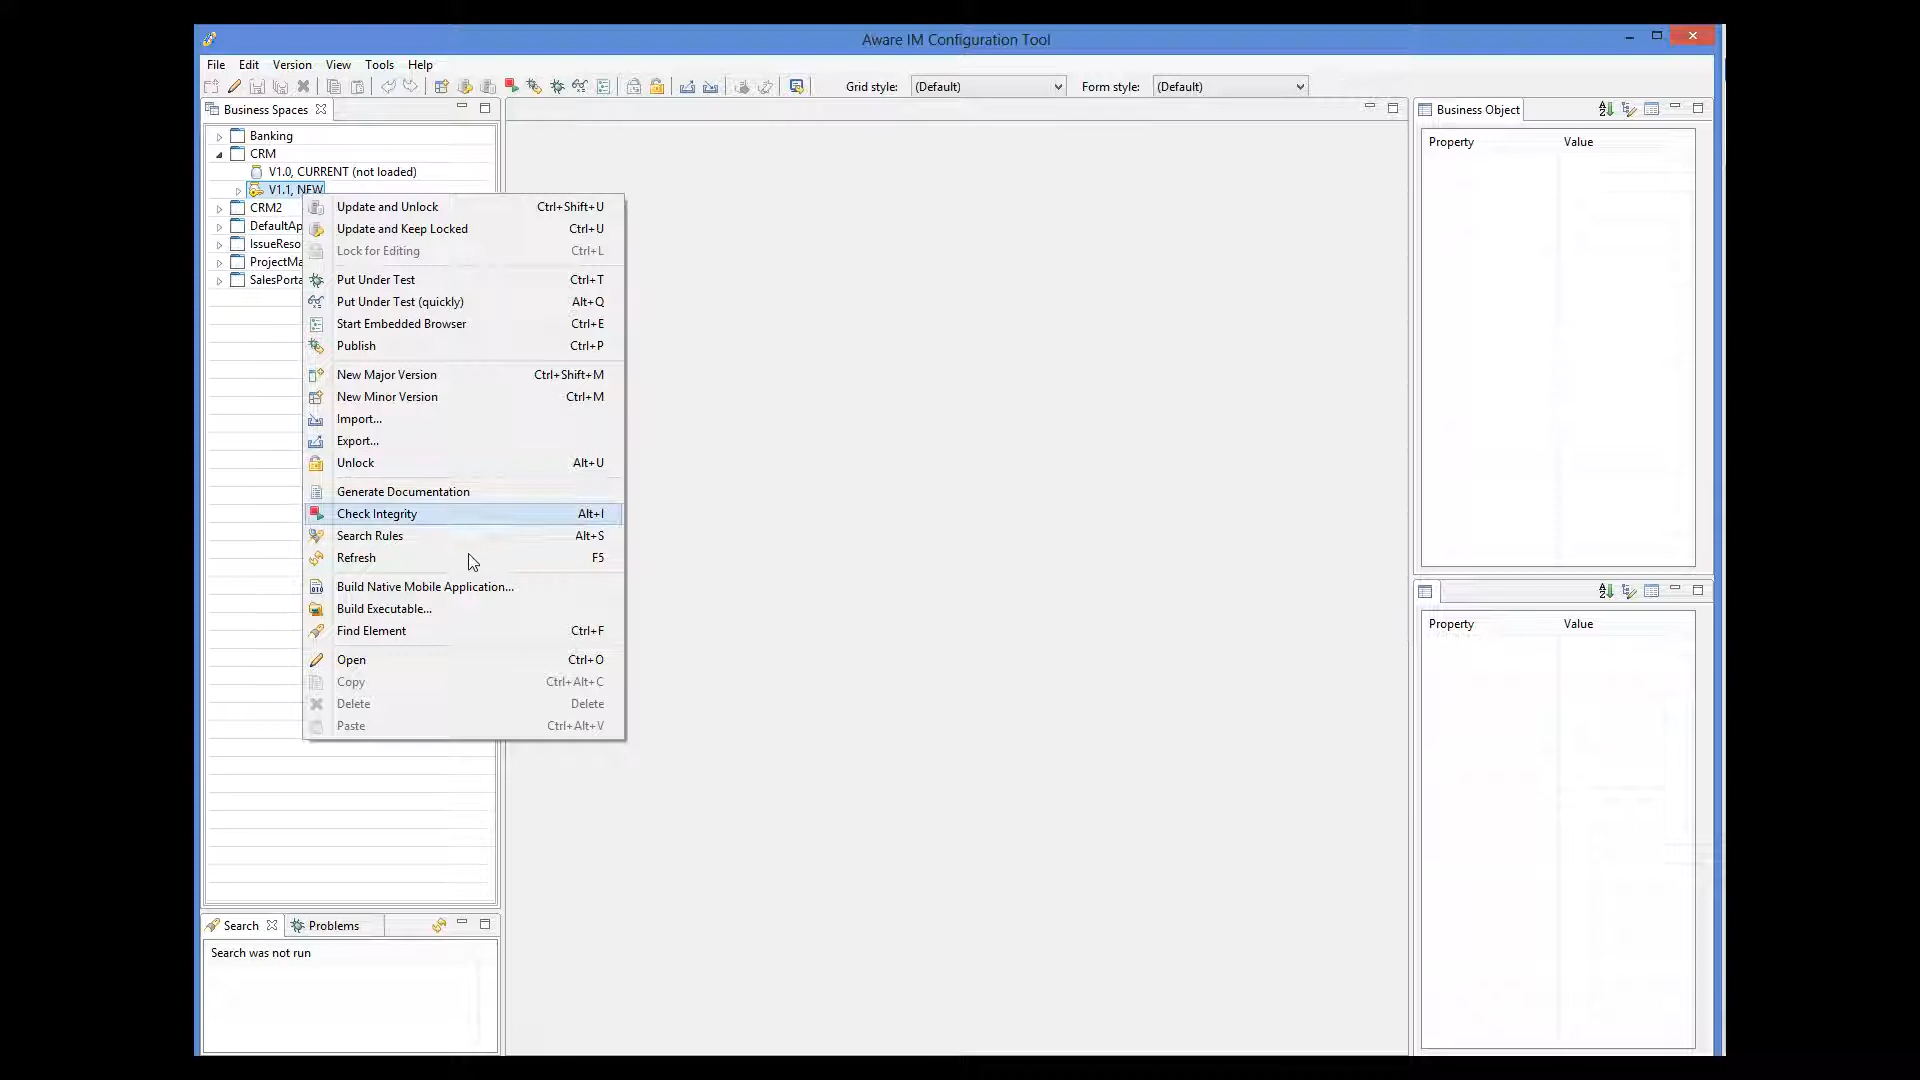 Aware IM Configuration Tool
File Edit Version View Tools Help
Grid style: (Default) Form style: (Default)
Business Spaces
Banking
CRM
V1.0, CURRENT (not loaded)
V1.1, NEW
CRM2
DefaultAp
IssueReso
ProjectMa
SalesPorta
Update and Unlock Ctrl+Shift+U
Update and Keep Locked Ctrl+U
Lock for Editing Ctrl+L
Put Under Test Ctrl+T
Put Under Test (quickly) Alt+Q
Start Embedded Browser Ctrl+E
Publish Ctrl+P
New Major Version Ctrl+Shift+M
New Minor Version Ctrl+M
Import...
Export...
Unlock Alt+U
Generate Documentation
Check Integrity Alt+I
Search Rules Alt+S
Refresh F5
Build Native Mobile Application...
Build Executable...
Find Element Ctrl+F
Open Ctrl+O
Copy Ctrl+Alt+C
Delete Delete
Paste Ctrl+Alt+V
Search Problems
Search was not run
Business Object
Property Value
Property Value